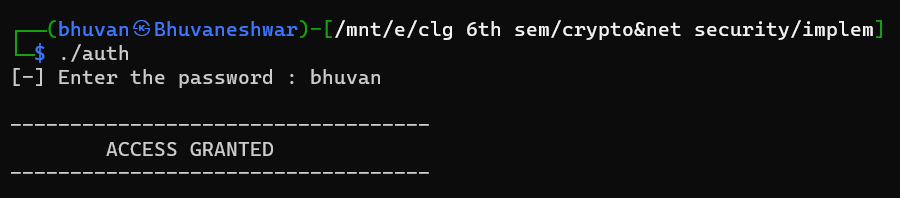 ┌──(bhuvan㉿Bhuvaneshwar)-[/mnt/e/clg 6th sem/crypto&net security/implem]
└─$ ./auth
[-] Enter the password : bhuvan
-----------------------------------
ACCESS GRANTED
-----------------------------------